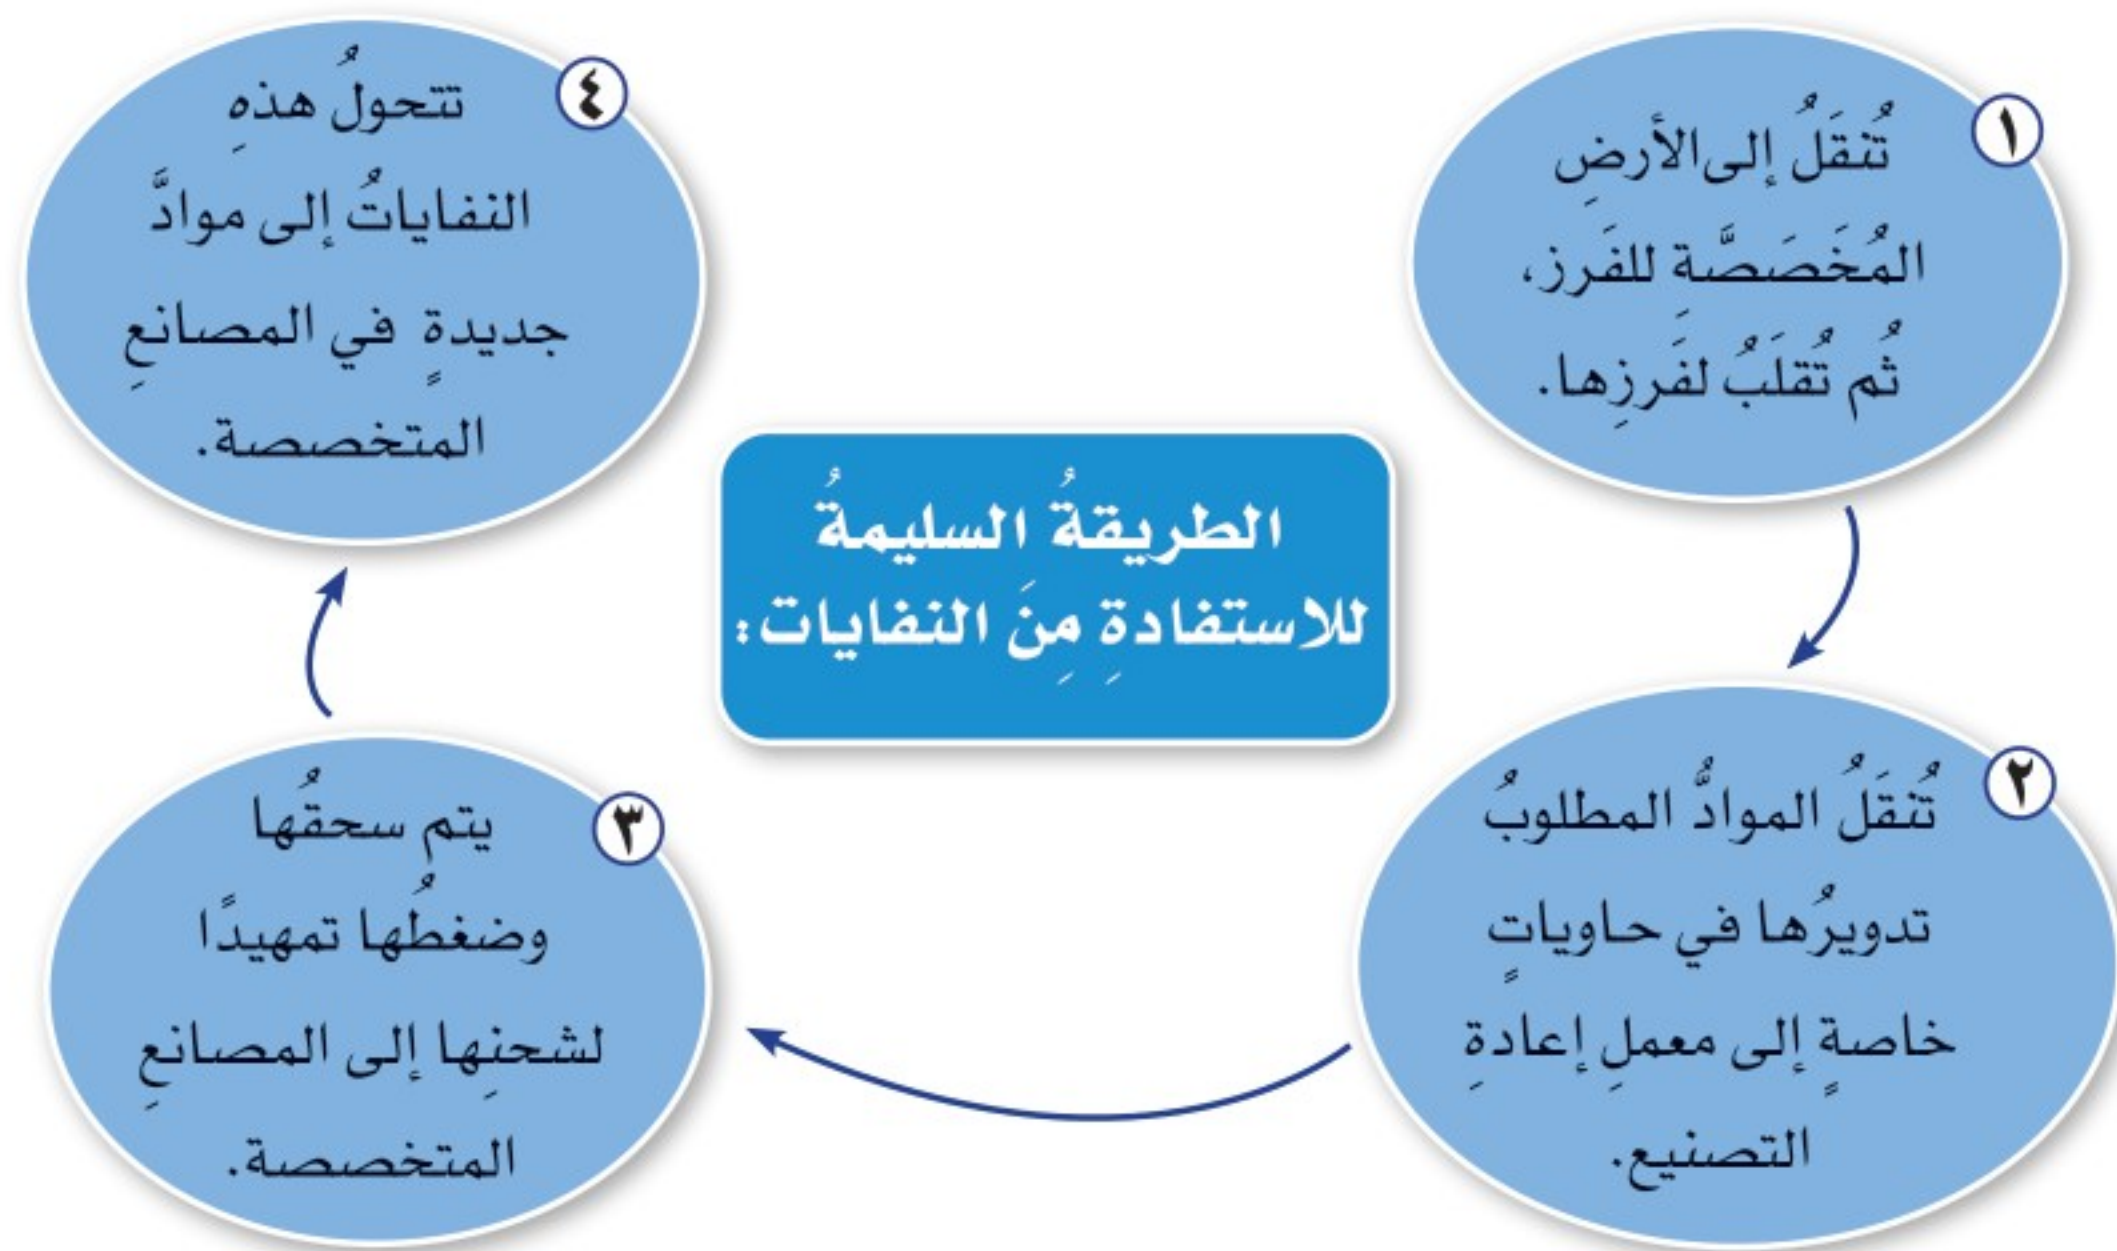 الطريقةُ السليمةُ
للاستفادةِ مِنَ النفايات:
١
تُنقَلُ إلى الأرضِ
المُخَصَصَّةِ للفَرز،
ثُم تُقلَبُ لفَرزِها.
٢
تُنقَلُ الموادُّ المطلوبُ
تدويرُها في حاوياتٍ
خاصةٍ إلى معملِ إعادةِ
التصنيع.
٣
يتم سحقُها
وضغطُها تمهيدًا
لشحنِها إلى المصانعِ
المتخصصة.
٤
تتحولُ هذهِ
النفاياتُ إلى موادَّ
جديدةٍ في المصانعِ
المتخصصة.